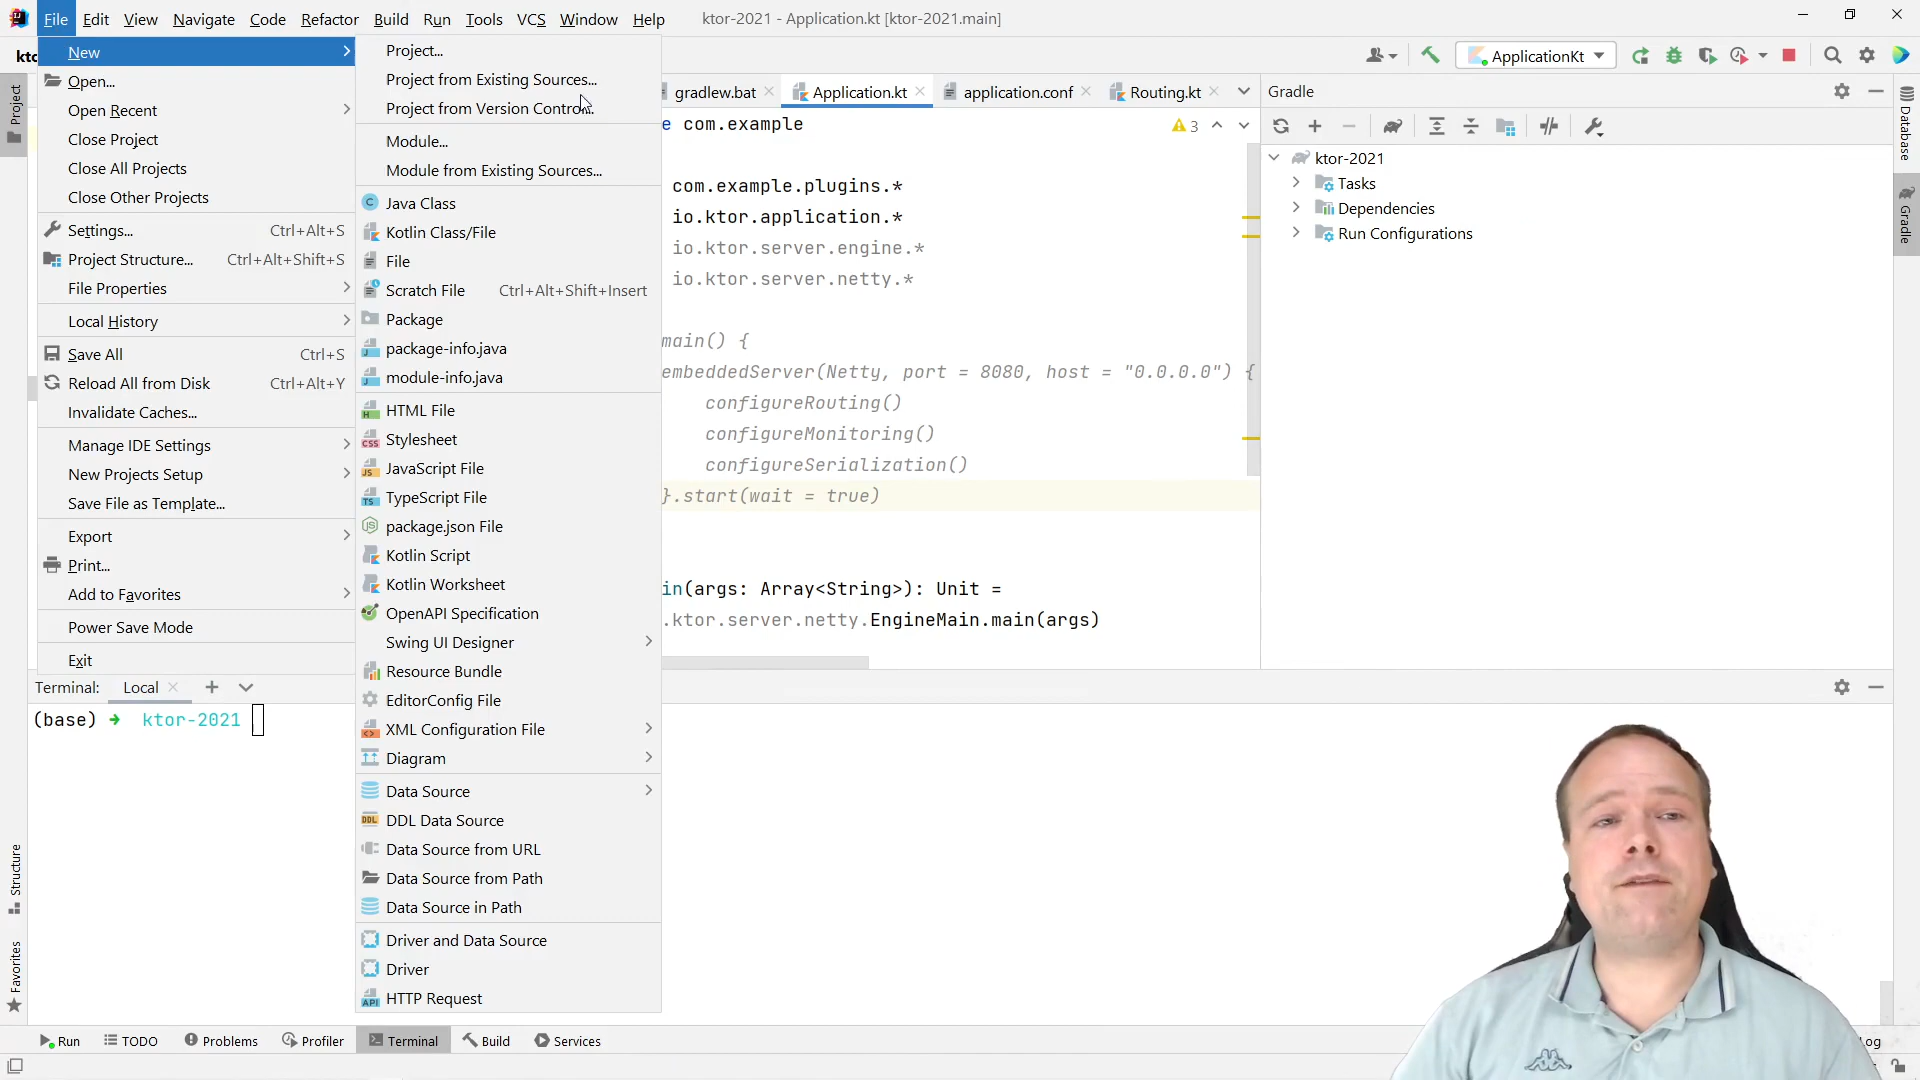 File Edit View Navigate Code Refactor Build Run Tools VCS Window Help ktor-2021 - Application.kt [ktor-2021.main]
ApplicationKt
New
Open...
Open Recent
Close Project
Close All Projects
Close Other Projects
Settings... Ctrl+Alt+S
Project Structure... Ctrl+Alt+Shift+S
File Properties
Local History
Save All Ctrl+S
Reload All from Disk Ctrl+Alt+Y
Invalidate Caches...
Manage IDE Settings
New Projects Setup
Save File as Template...
Export
Print...
Add to Favorites
Power Save Mode
Exit
Project...
Project from Existing Sources...
Project from Version Control...
Module...
Module from Existing Sources...
Java Class
Kotlin Class/File
File
Scratch File Ctrl+Alt+Shift+Insert
Package
package-info.java
module-info.java
HTML File
Stylesheet
JavaScript File
TypeScript File
package.json File
Kotlin Script
Kotlin Worksheet
OpenAPI Specification
Swing UI Designer
Resource Bundle
EditorConfig File
XML Configuration File
Diagram
Data Source
DDL Data Source
Data Source from URL
Data Source from Path
Data Source in Path
Driver and Data Source
Driver
HTTP Request
gradlew.bat Application.kt application.conf Routing.kt
3
e com.example
com.example.plugins.*
io.ktor.application.*
io.ktor.server.engine.*
io.ktor.server.netty.*
main() {
embeddedServer(Netty, port = 8080, host = "0.0.0.0") {
configureRouting()
configureMonitoring()
configureSerialization()
}.start(wait = true)
in(args: Array<String>): Unit =
.ktor.server.netty.EngineMain.main(args)
Gradle
ktor-2021
Tasks
Dependencies
Run Configurations
Project
Structure
Favorites
Database
Gradle
Terminal: Local
(base) ➜ ktor-2021
Run TODO Problems Profiler Terminal Build Services